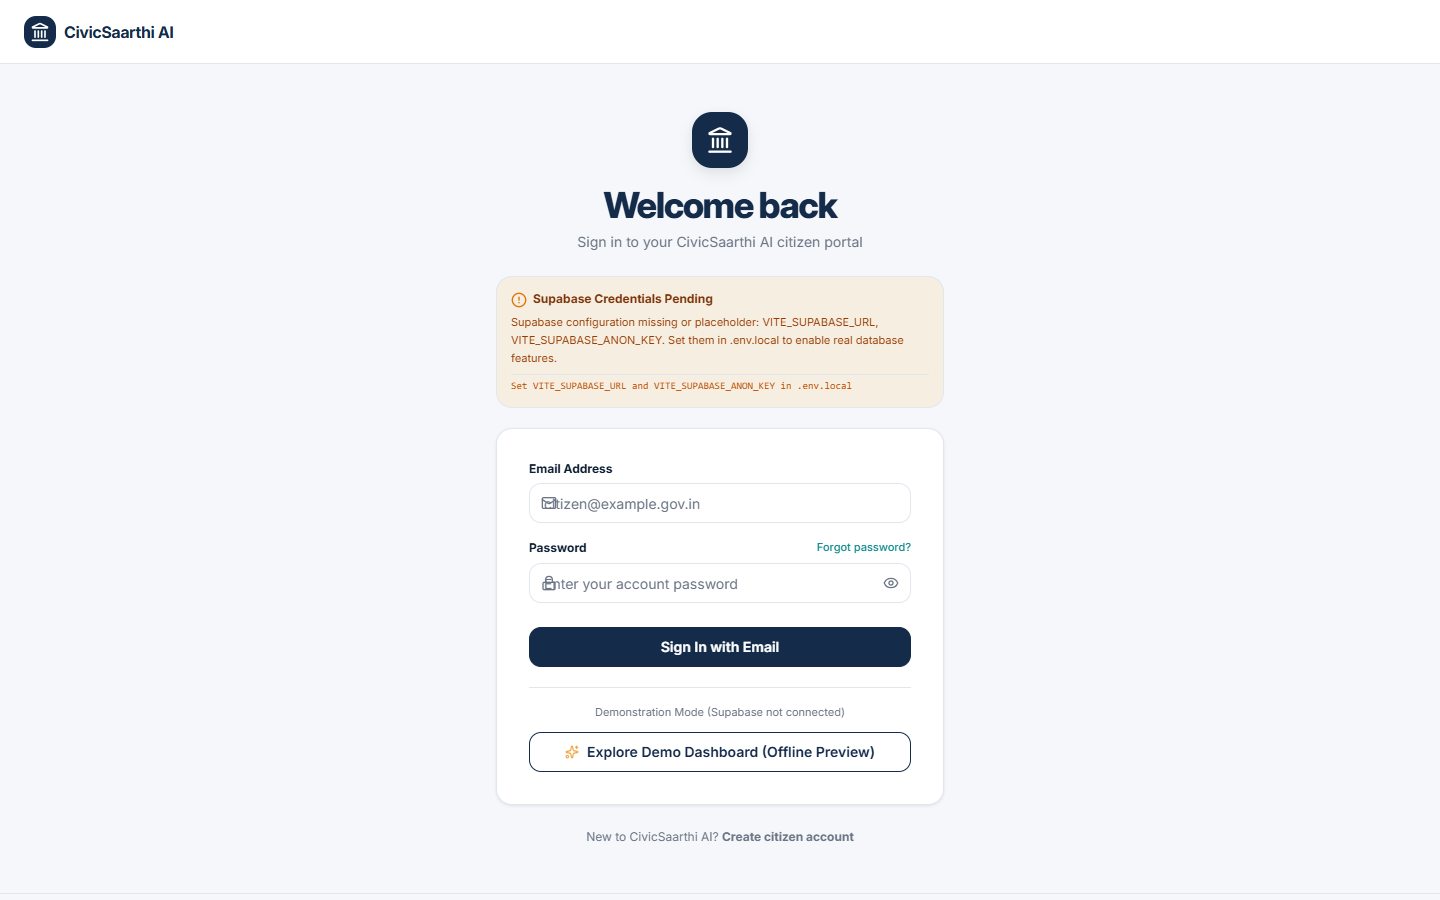 CivicSaarthi AI
Welcome back
Sign in to your CivicSaarthi AI citizen portal
Supabase Credentials Pending
Supabase configuration missing or placeholder: VITE_SUPABASE_URL,
VITE_SUPABASE_ANON_KEY. Set them in .env.local to enable real database
features.
Set VITE_SUPABASE_URL and VITE_SUPABASE_ANON_KEY in .env.local
Email Address
citizen@example.gov.in
Password
Forgot password?
Enter your account password
Sign In with Email
Demonstration Mode (Supabase not connected)
Explore Demo Dashboard (Offline Preview)
New to CivicSaarthi AI? Create citizen account